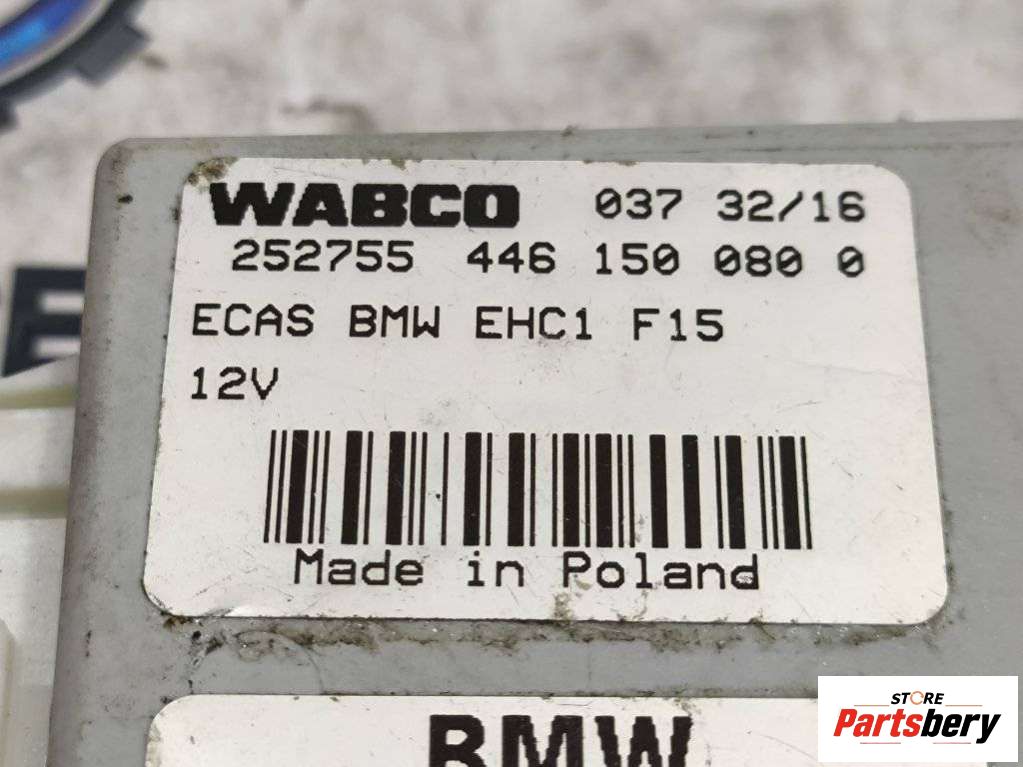 WABCO 037 32/16
252755 446 150 080 0
ECAS BMW EHC1 F15
12V
Made in Poland
BMW
STORE
Partsbery